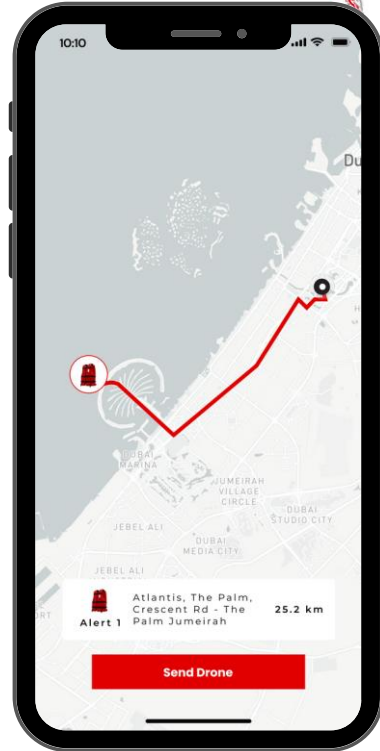 10:10
Du
DUBAI
MARINA
JUMEIRAH
VILLAGE
CIRCLE
DUBAI
STUDIO CITY
JEBEL ALI
DUBAI
MEDIA CITY
JEBEL ALI
ORT
Alert 1
Atlantis, The Palm,
Crescent Rd - The
Palm Jumeirah
25.2 km
Send Drone